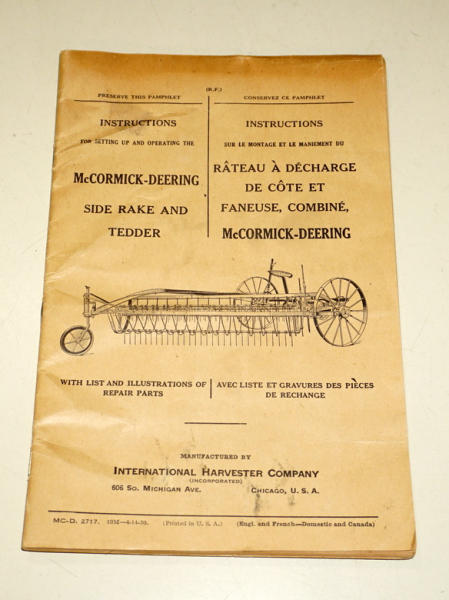 (R.F.)
PRESERVE THIS PAMPHLET
INSTRUCTIONS
FOR SETTING UP AND OPERATING THE
McCORMICK-DEERING
SIDE RAKE AND
TEDDER
CONSERVEZ CE PAMPHLET
INSTRUCTIONS
SUR LE MONTAGE ET LE MANIEMENT DU
RÂTEAU À DÉCHARGE
DE CÔTE ET
FANEUSE, COMBINÉ,
McCORMICK-DEERING
WITH LIST AND ILLUSTRATIONS OF
REPAIR PARTS
AVEC LISTE ET GRAVURES DES PIÈCES
DE RECHANGE
MANUFACTURED BY
INTERNATIONAL HARVESTER COMPANY
(INCORPORATED)
606 SO. MICHIGAN AVE. CHICAGO, U. S. A.
MC-D. 2717. 4-14-30. (Printed in U. S. A.) (Engl. and French—Domestic and Canada)